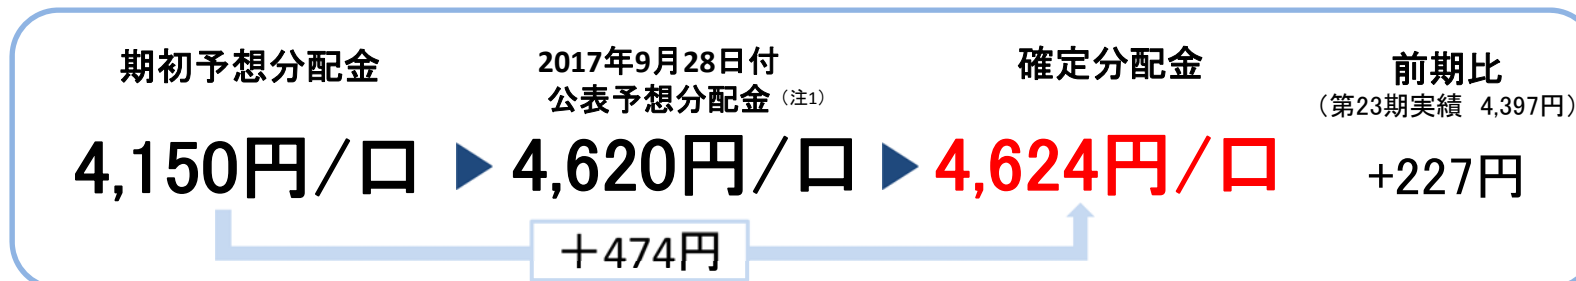 期初予想分配金
4,150円/口
2017年9月28日付
公表予想分配金（注1）
4,620円/口
確定分配金
4,624円/口
前期比
（第23期実績 4,397円）
+227円
＋474円